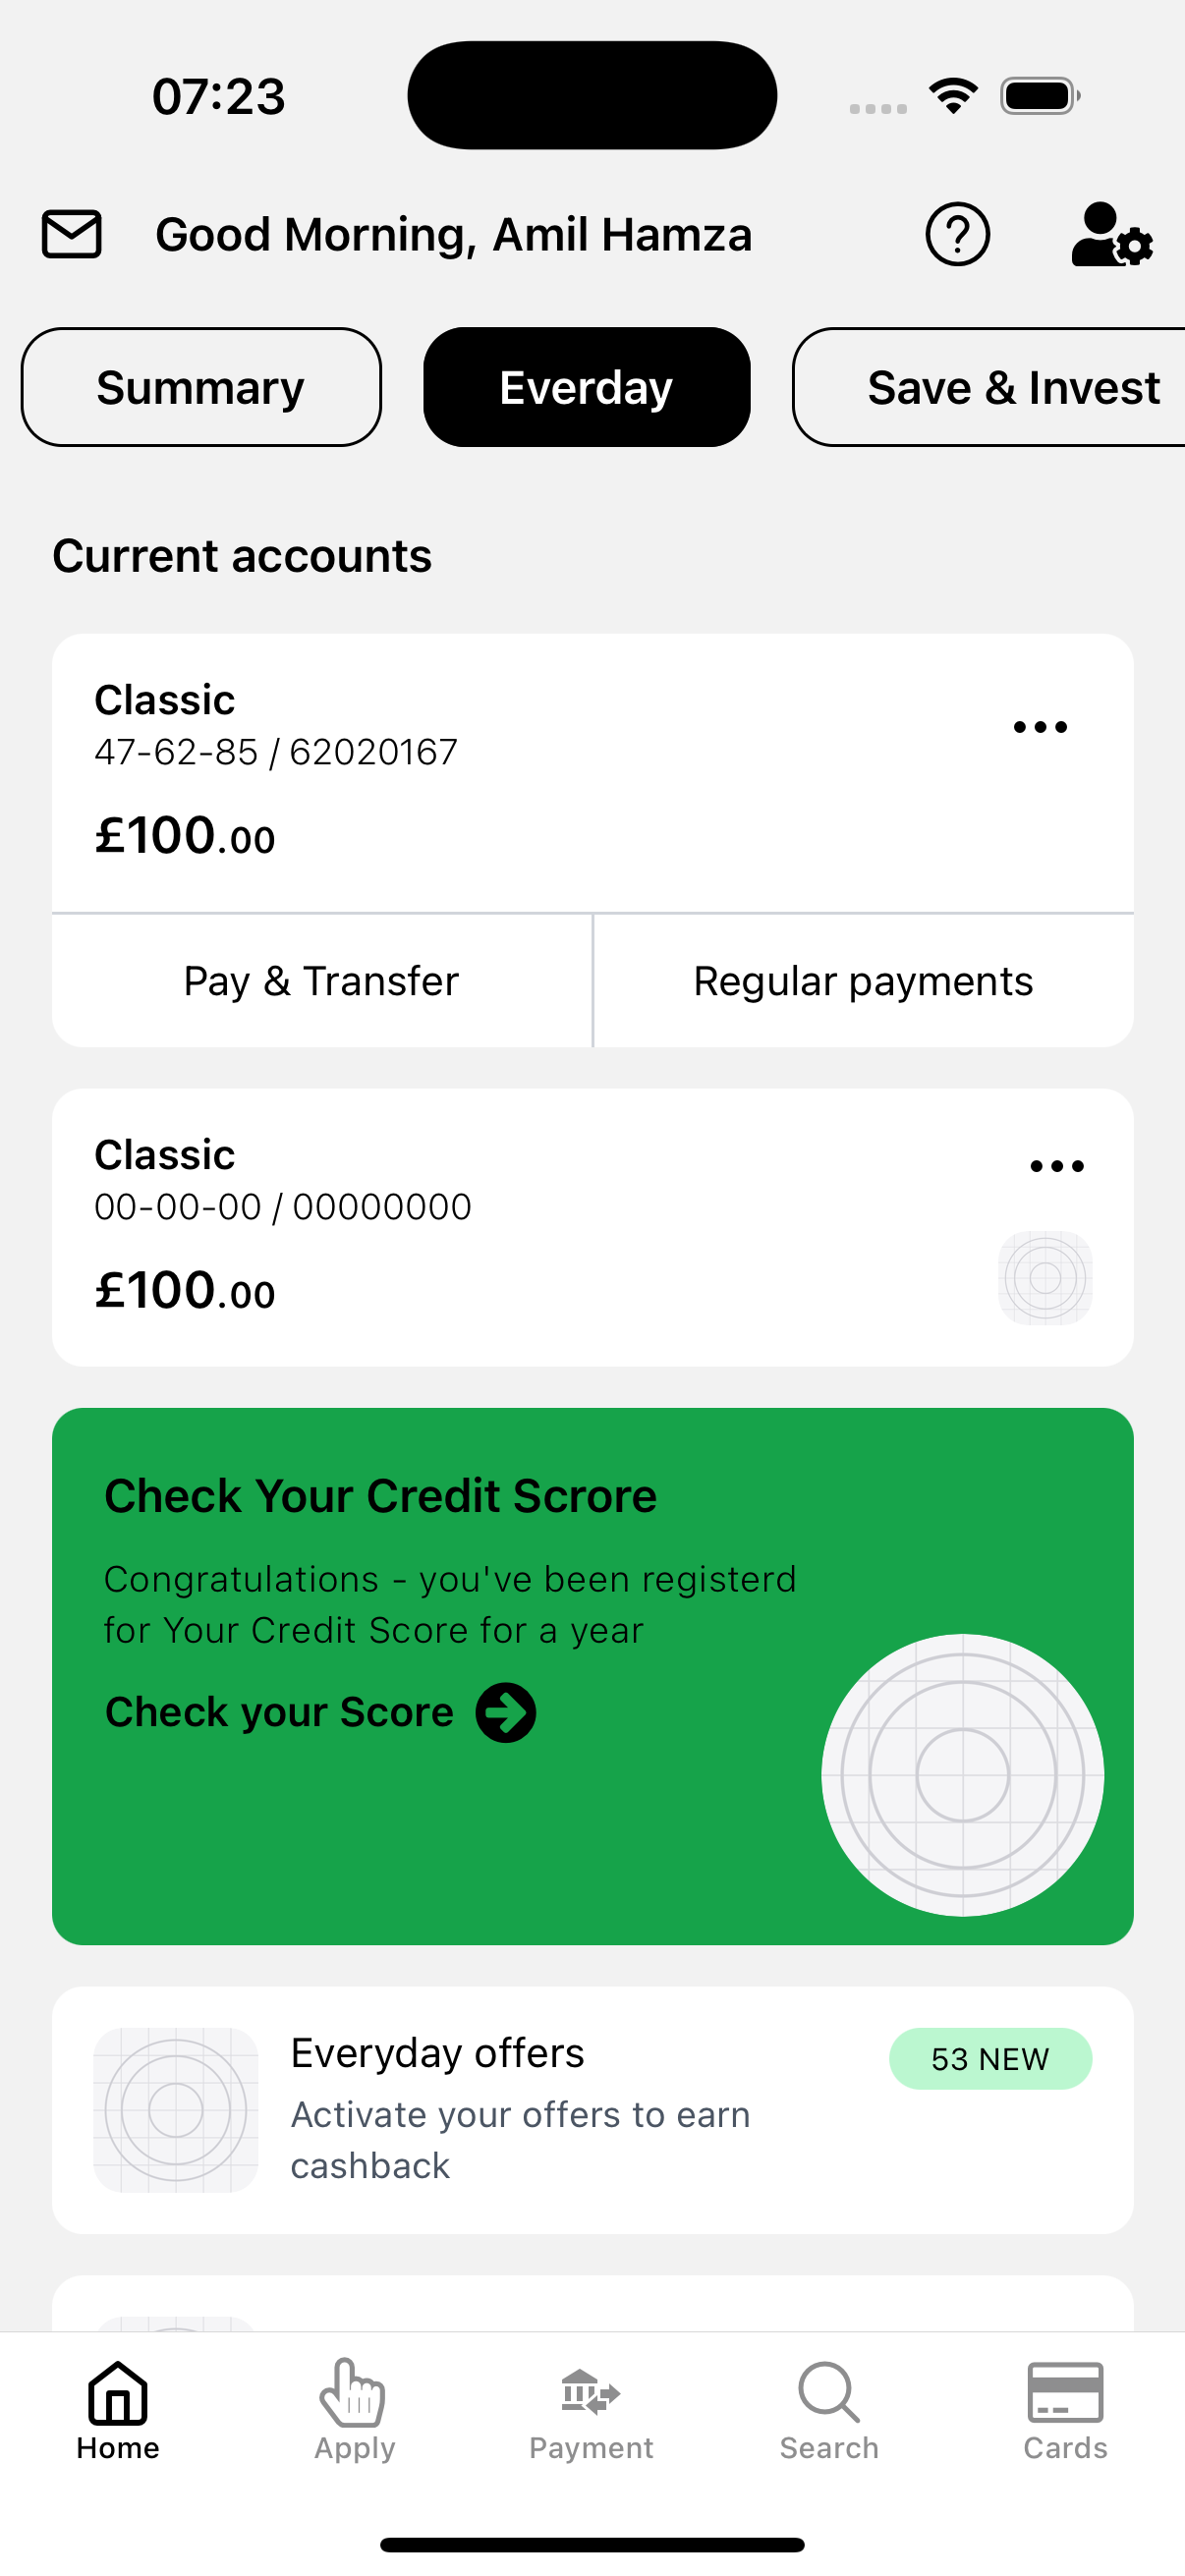 07:23
Good Morning, Amil Hamza
Summary
Everday
Save & Invest
Current accounts
Classic
47-62-85 / 62020167
£100.00
Pay & Transfer
Regular payments
Classic
00-00-00 / 00000000
£100.00
Check Your Credit Scrore
Congratulations - you've been registerd
for Your Credit Score for a year
Check your Score
Everyday offers
53 NEW
Activate your offers to earn
cashback
Home
Apply
Payment
Search
Cards